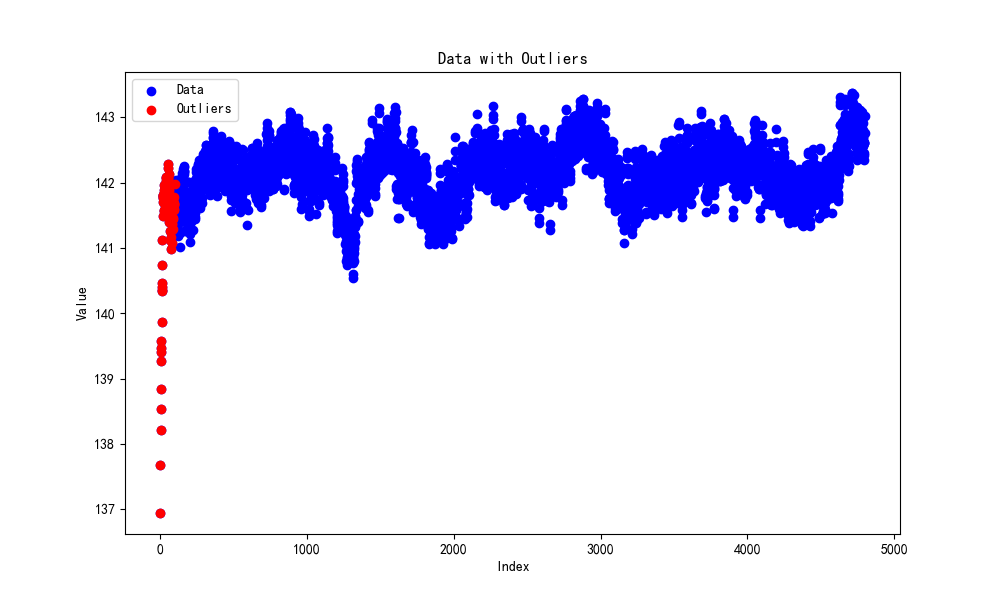 Data with Outliers
Data
Outliers
Value
143
142
141
140
139
138
137
0 1000 2000 3000 4000 5000
Index